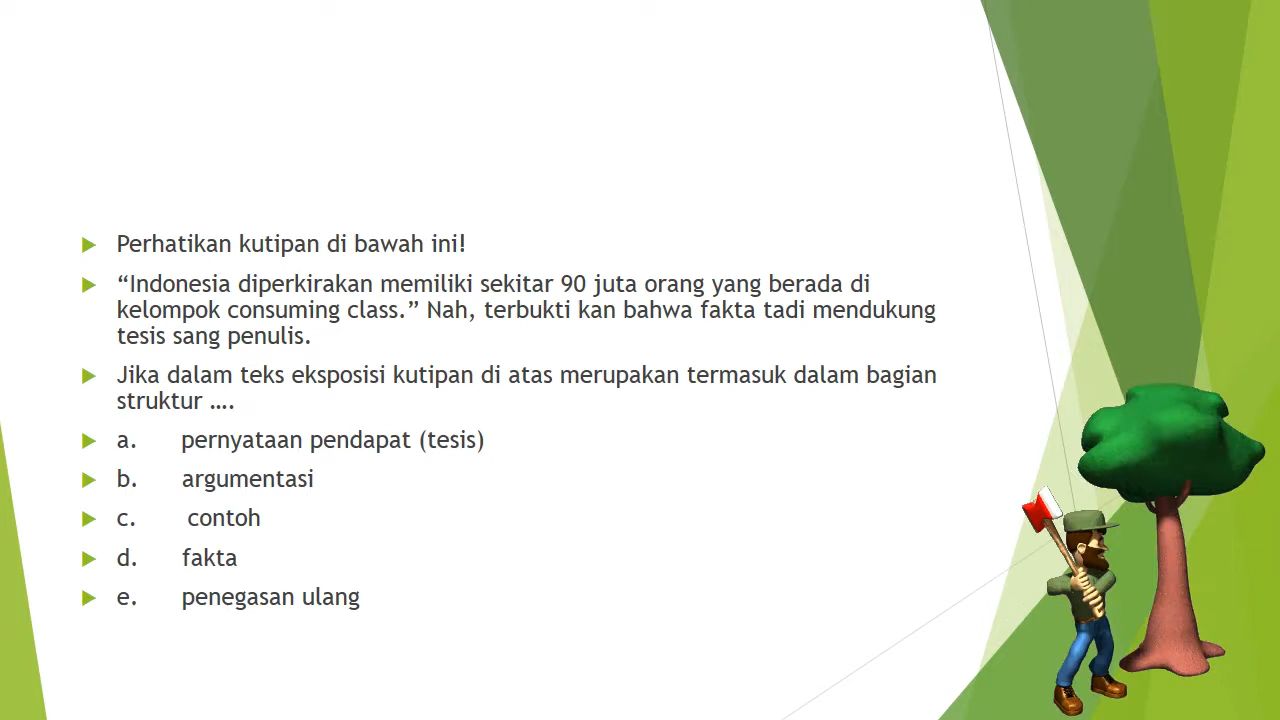 Perhatikan kutipan di bawah ini!
“Indonesia diperkirakan memiliki sekitar 90 juta orang yang berada di
kelompok consuming class.” Nah, terbukti kan bahwa fakta tadi mendukung
tesis sang penulis.
Jika dalam teks eksposisi kutipan di atas merupakan termasuk dalam bagian
struktur ….
a. pernyataan pendapat (tesis)
b. argumentasi
c. contoh
d. fakta
e. penegasan ulang